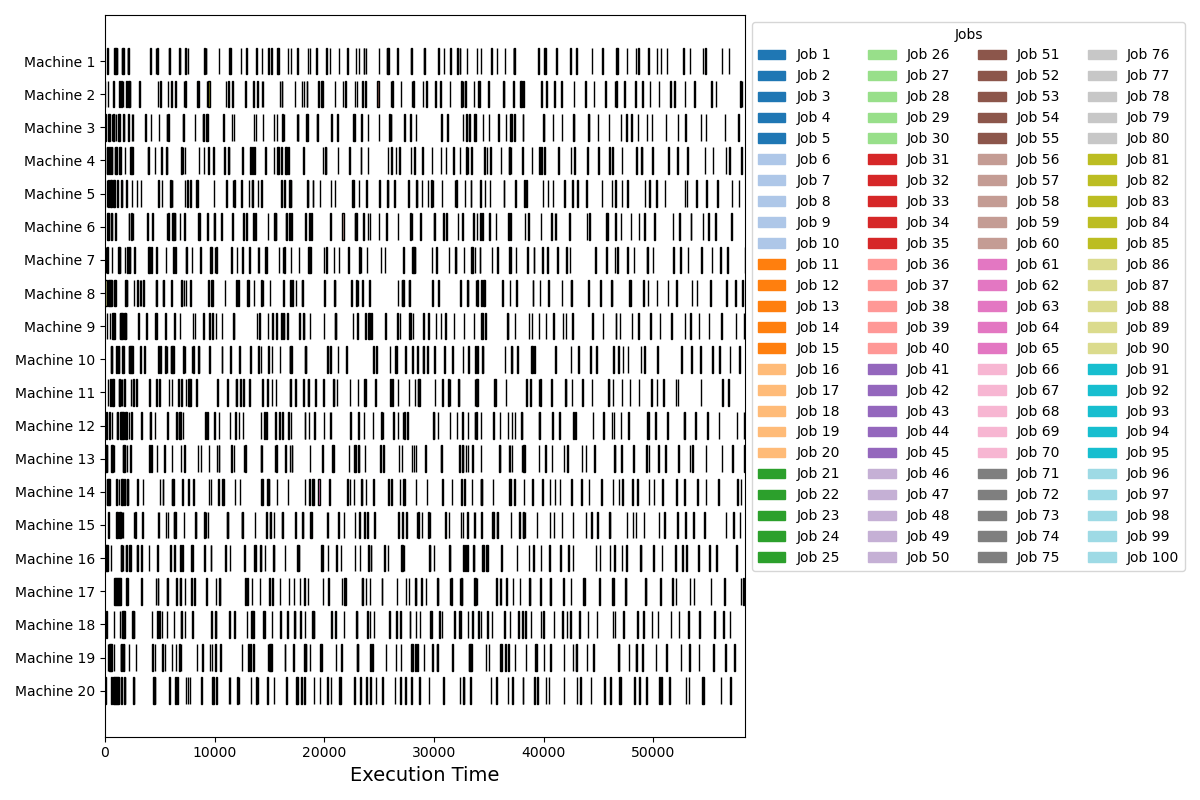 Machine 1
Machine 2
Machine 3
Machine 4
Machine 5
Machine 6
Machine 7
Machine 8
Machine 9
Machine 10
Machine 11
Machine 12
Machine 13
Machine 14
Machine 15
Machine 16
Machine 17
Machine 18
Machine 19
Machine 20
0 10000 20000 30000 40000 50000
Execution Time
Jobs
Job 1 Job 26 Job 51 Job 76
Job 2 Job 27 Job 52 Job 77
Job 3 Job 28 Job 53 Job 78
Job 4 Job 29 Job 54 Job 79
Job 5 Job 30 Job 55 Job 80
Job 6 Job 31 Job 56 Job 81
Job 7 Job 32 Job 57 Job 82
Job 8 Job 33 Job 58 Job 83
Job 9 Job 34 Job 59 Job 84
Job 10 Job 35 Job 60 Job 85
Job 11 Job 36 Job 61 Job 86
Job 12 Job 37 Job 62 Job 87
Job 13 Job 38 Job 63 Job 88
Job 14 Job 39 Job 64 Job 89
Job 15 Job 40 Job 65 Job 90
Job 16 Job 41 Job 66 Job 91
Job 17 Job 42 Job 67 Job 92
Job 18 Job 43 Job 68 Job 93
Job 19 Job 44 Job 69 Job 94
Job 20 Job 45 Job 70 Job 95
Job 21 Job 46 Job 71 Job 96
Job 22 Job 47 Job 72 Job 97
Job 23 Job 48 Job 73 Job 98
Job 24 Job 49 Job 74 Job 99
Job 25 Job 50 Job 75 Job 100